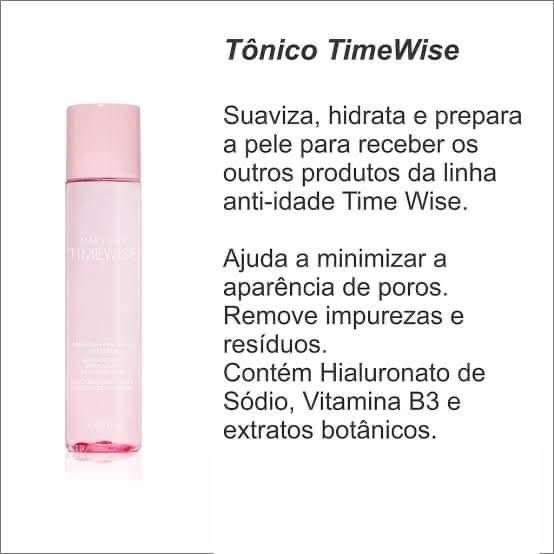 Tônico TimeWise
Suaviza, hidrata e prepara
a pele para receber os
outros produtos da linha
anti-idade Time Wise.
Ajuda a minimizar a
aparência de poros.
Remove impurezas e
resíduos.
Contém Hialuronato de
Sódio, Vitamina B3 e
extratos botânicos.
TIMEWISE